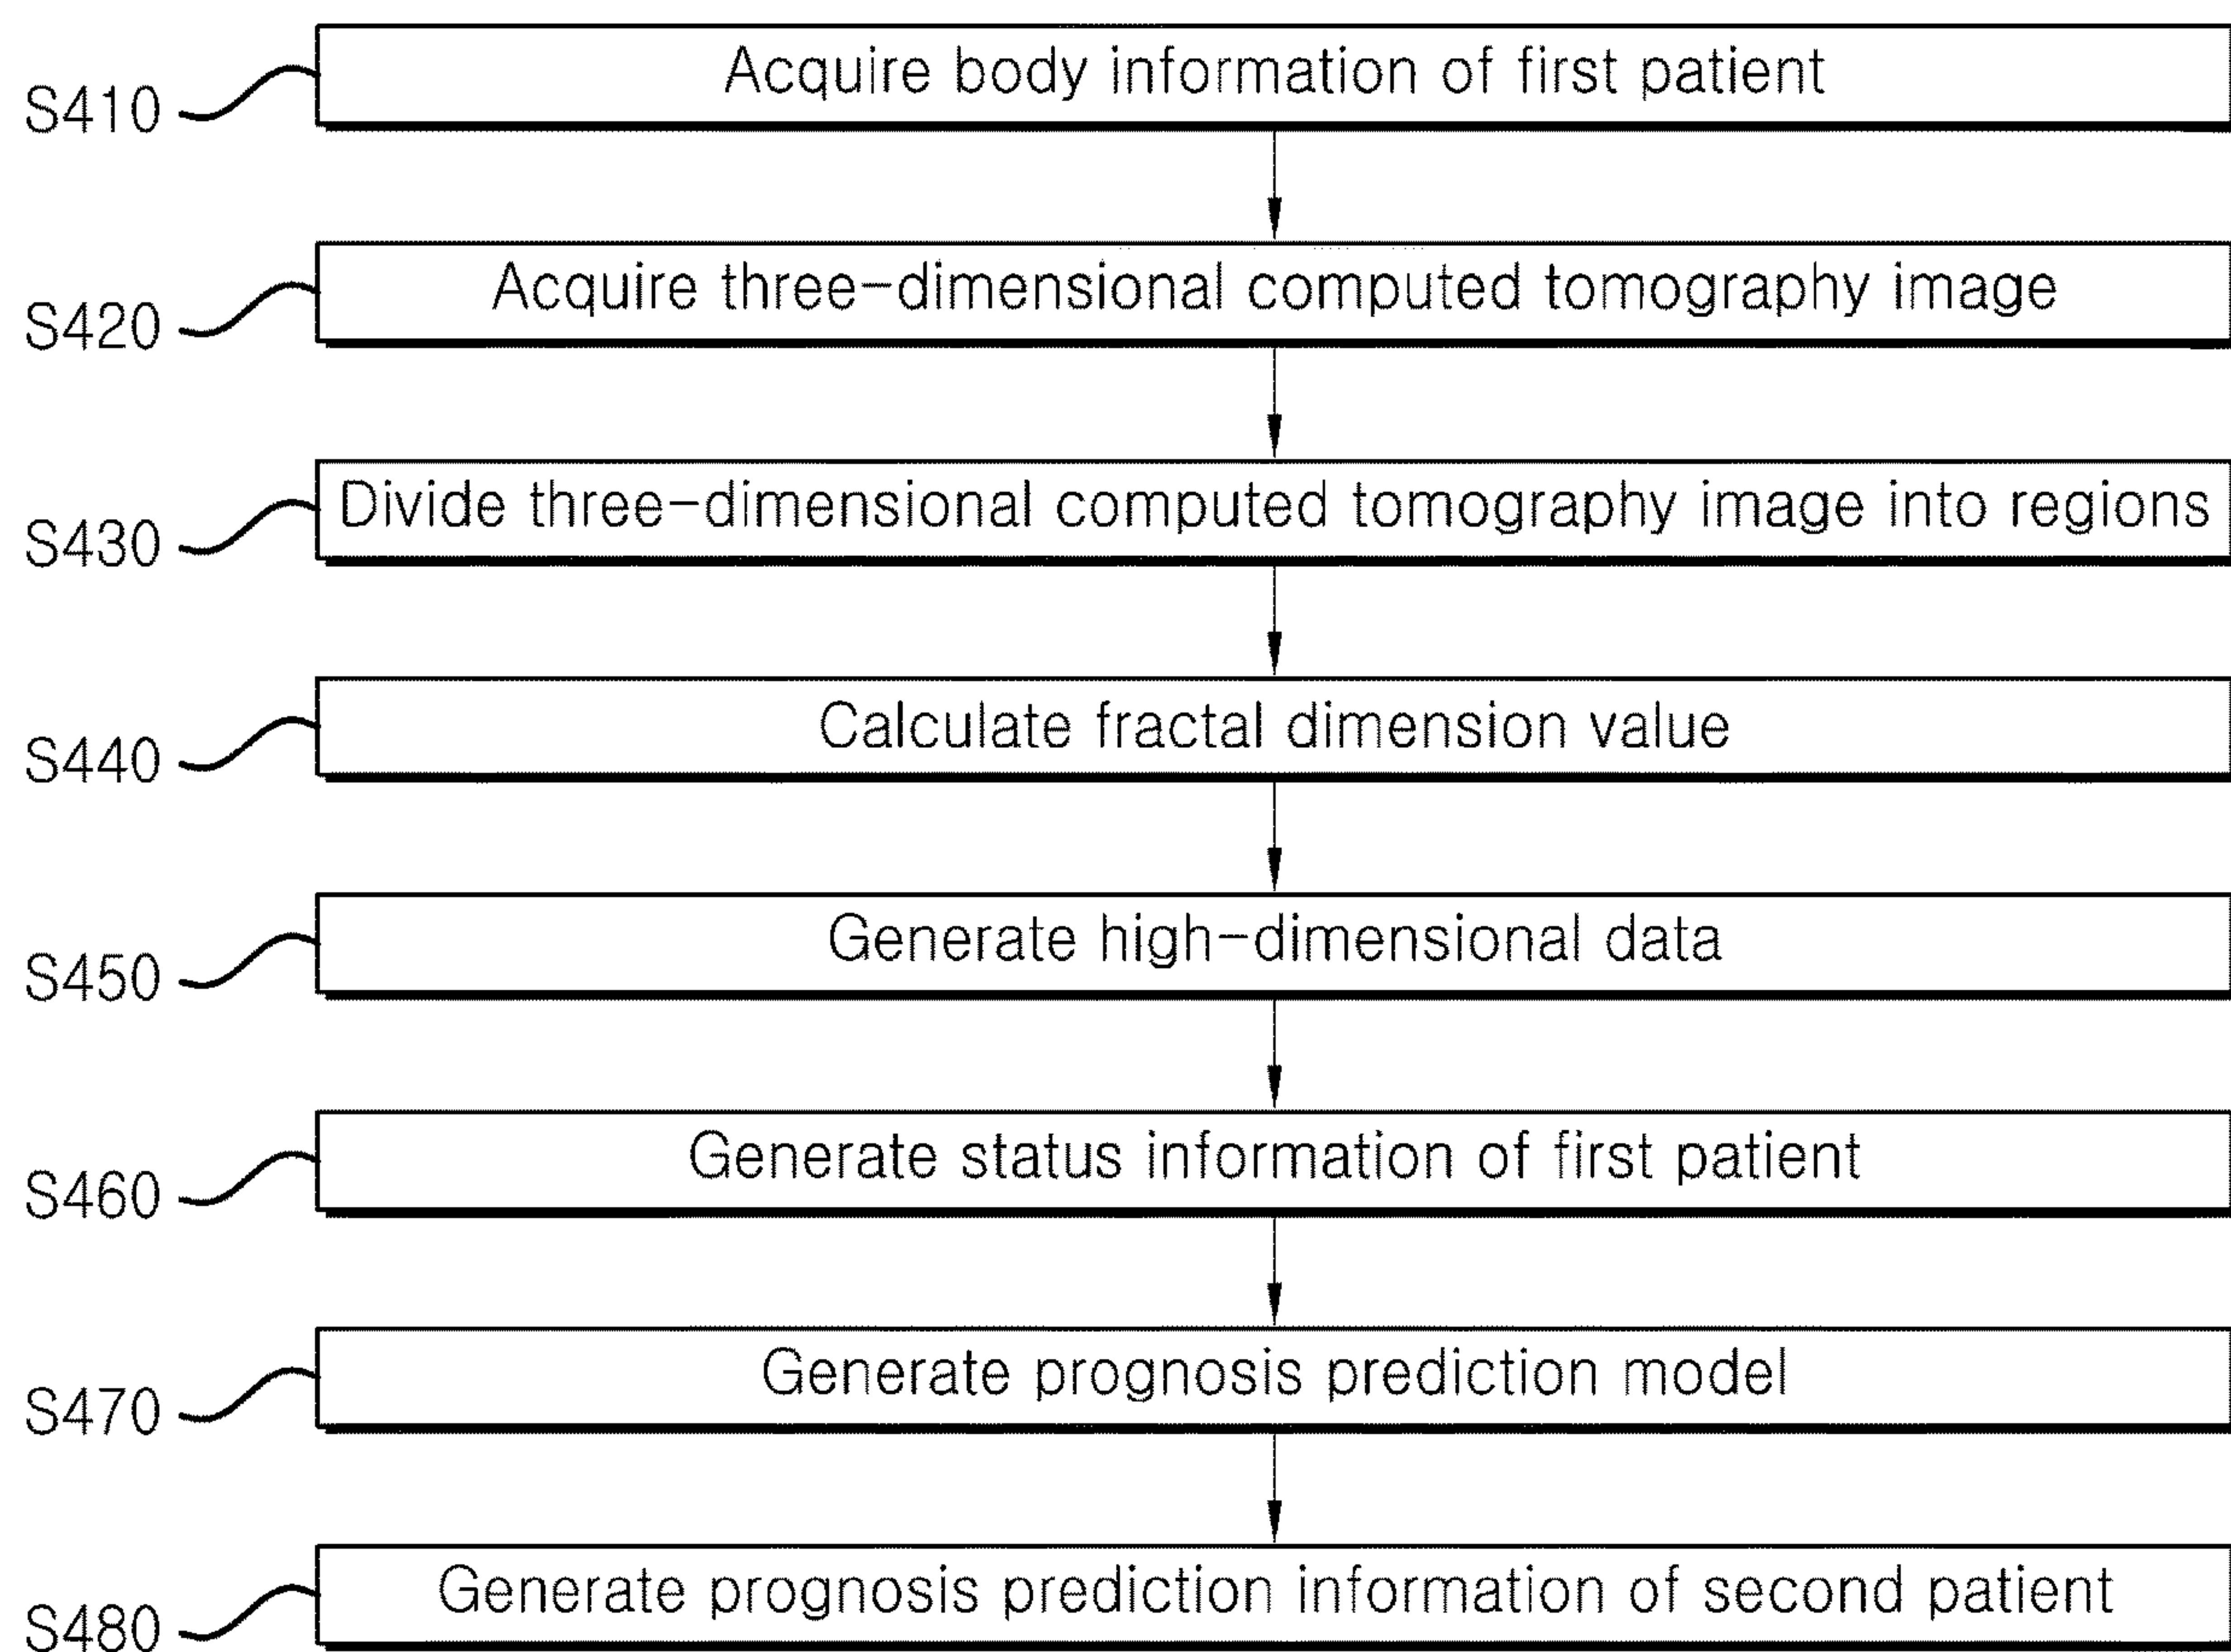 S410 Acquire body information of first patient
S420 Acquire three-dimensional computed tomography image
S430 Divide three-dimensional computed tomography image into regions
S440 Calculate fractal dimension value
S450 Generate high-dimensional data
S460 Generate status information of first patient
S470 Generate prognosis prediction model
S480 Generate prognosis prediction information of second patient